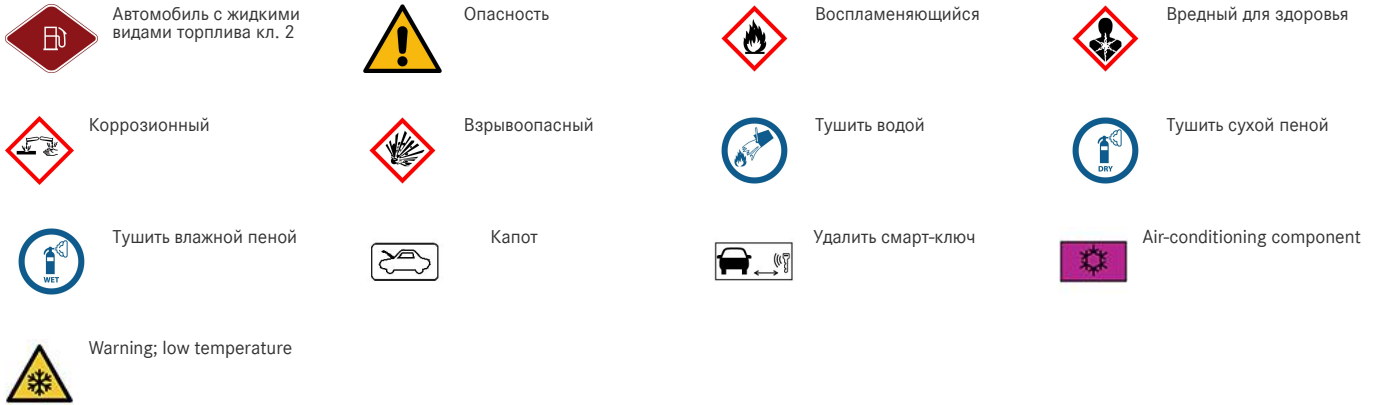 Автомобиль с жидкими
видами торплива кл. 2
Опасность
Воспламеняющийся
Вредный для здоровья
Коррозионный
Взрывоопасный
Тушить водой
Тушить сухой пеной
DRY
Тушить влажной пеной
WET
Капот
Удалить смарт-ключ
Air-conditioning component
Warning; low temperature